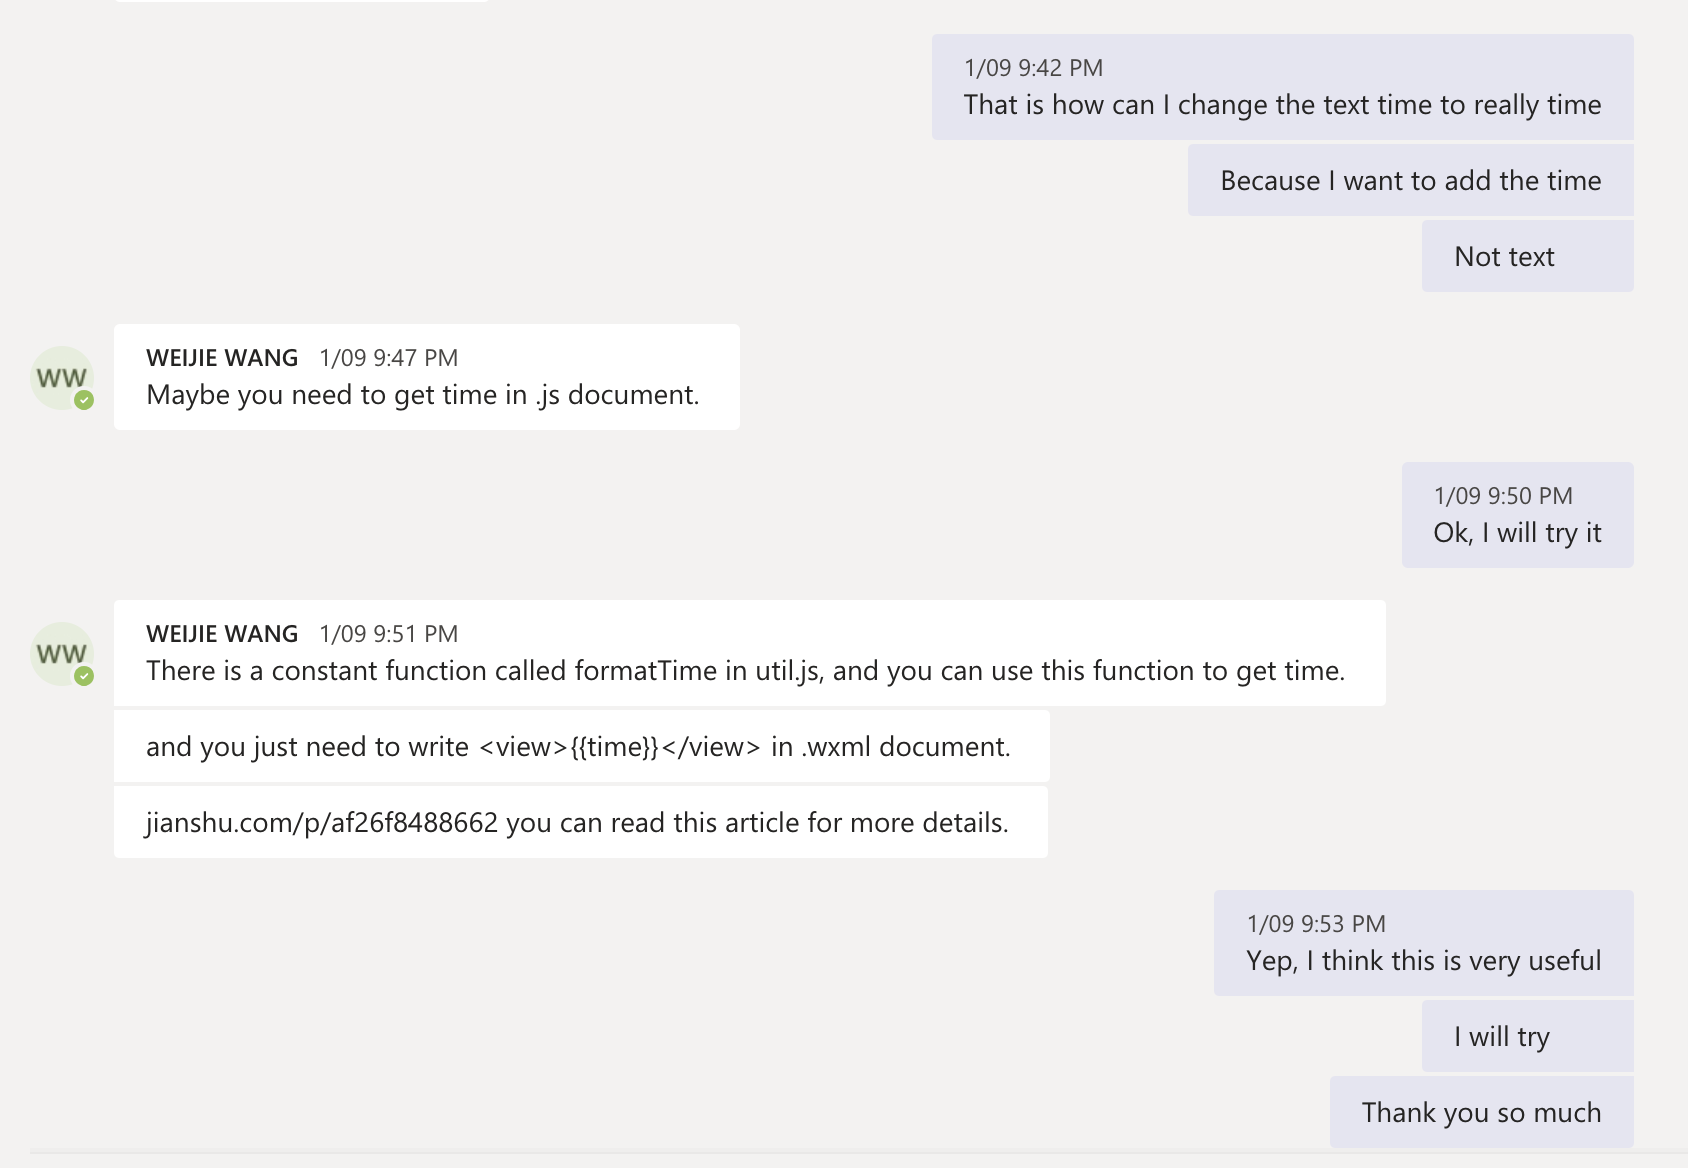 1/09 9:42 PM
That is how can I change the text time to really time
Because I want to add the time
Not text
WW
WEIJIE WANG 1/09 9:47 PM
Maybe you need to get time in .js document.
1/09 9:50 PM
Ok, I will try it
WW
WEIJIE WANG 1/09 9:51 PM
There is a constant function called formatTime in util.js, and you can use this function to get time.
and you just need to write <view>{{time}}</view> in .wxml document.
jianshu.com/p/af26f8488662 you can read this article for more details.
1/09 9:53 PM
Yep, I think this is very useful
I will try
Thank you so much